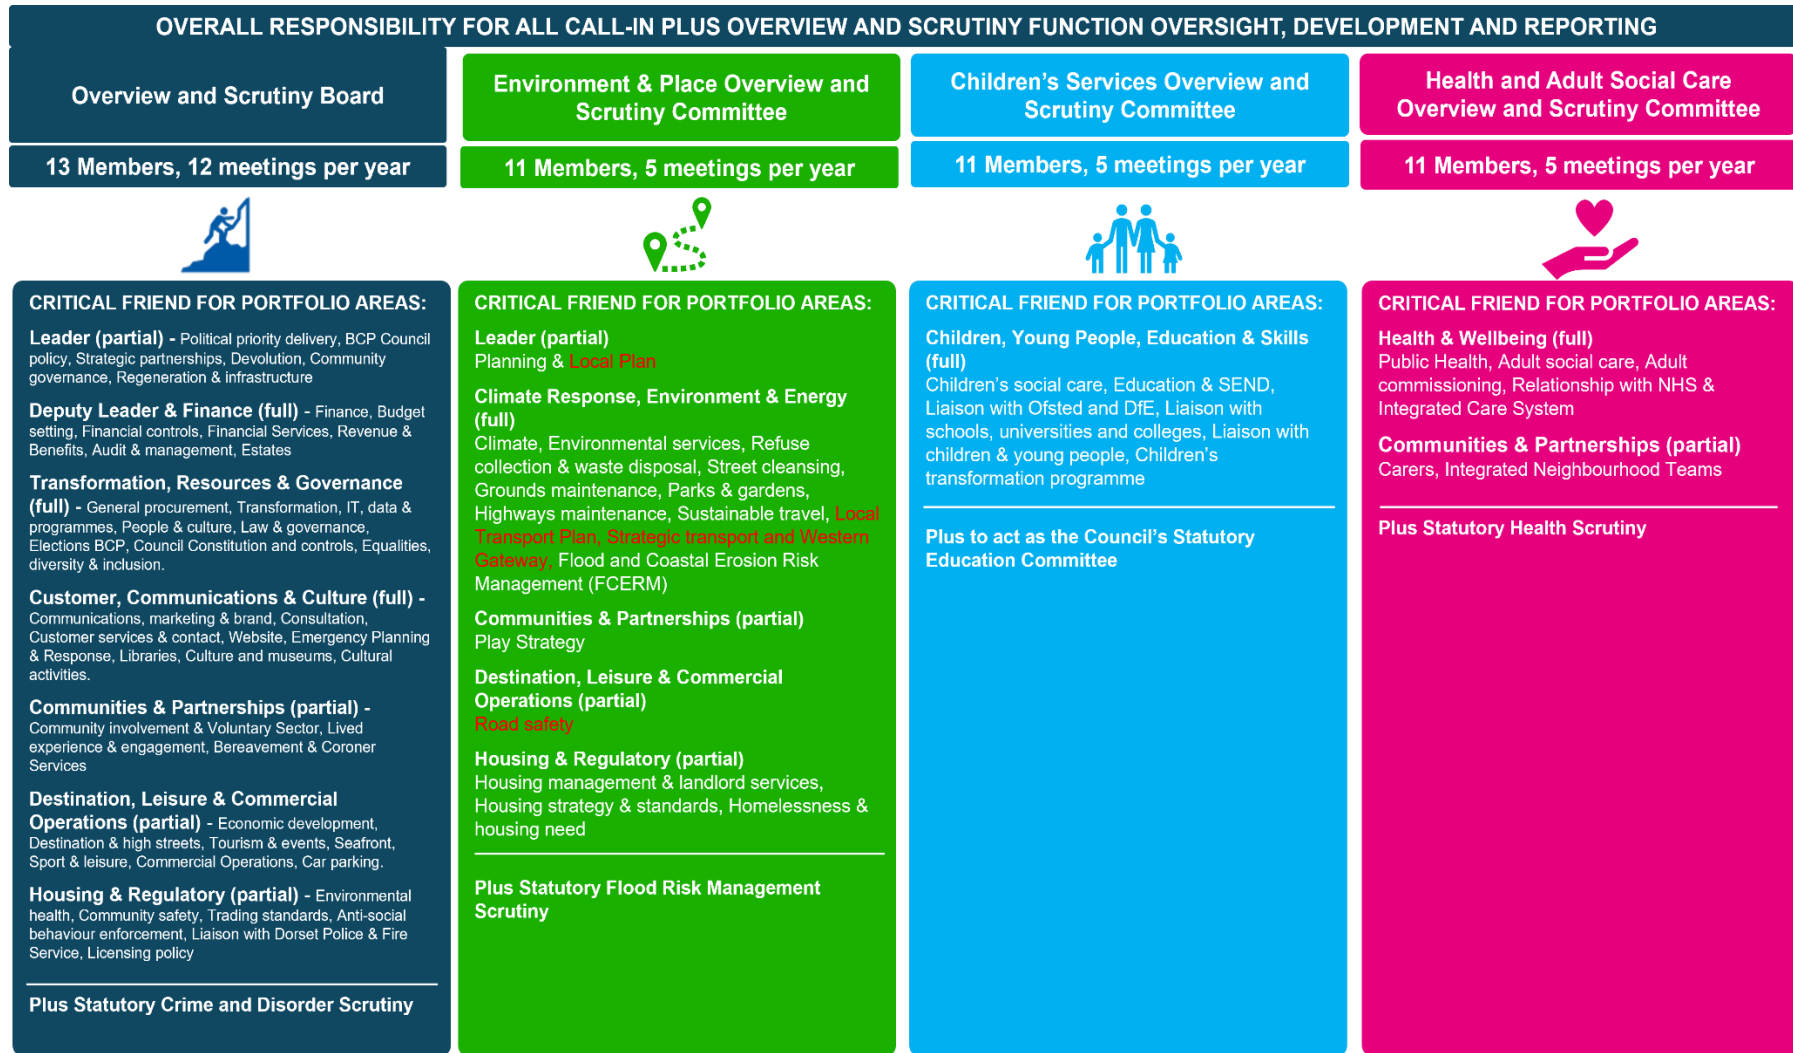 OVERALL RESPONSIBILITY FOR ALL CALL-IN PLUS OVERVIEW AND SCRUTINY FUNCTION OVERSIGHT, DEVELOPMENT AND REPORTING
Overview and Scrutiny Board
13 Members, 12 meetings per year
CRITICAL FRIEND FOR PORTFOLIO AREAS:
Leader (partial) - Political priority delivery, BCP Council
policy, Strategic partnerships, Devolution, Community
governance, Regeneration & infrastructure
Deputy Leader & Finance (full) - Finance, Budget
setting, Financial controls, Financial Services, Revenue &
Benefits, Audit & management, Estates
Transformation, Resources & Governance
(full) - General procurement, Transformation, IT, data &
programmes, People & culture, Law & governance,
Elections BCP, Council Constitution and controls, Equalities,
diversity & inclusion.
Customer, Communications & Culture (full) -
Communications, marketing & brand, Consultation,
Customer services & contact, Website, Emergency Planning
& Response, Libraries, Culture and museums, Cultural
activities.
Communities & Partnerships (partial) -
Community involvement & Voluntary Sector, Lived
experience & engagement, Bereavement & Coroner
Services
Destination, Leisure & Commercial
Operations (partial) - Economic development,
Destination & high streets, Tourism & events, Seafront,
Sport & leisure, Commercial Operations, Car parking.
Housing & Regulatory (partial) - Environmental
health, Community safety, Trading standards, Anti-social
behaviour enforcement, Liaison with Dorset Police & Fire
Service, Licensing policy
Plus Statutory Crime and Disorder Scrutiny
Environment & Place Overview and
Scrutiny Committee
11 Members, 5 meetings per year
CRITICAL FRIEND FOR PORTFOLIO AREAS:
Leader (partial)
Planning & Local Plan
Climate Response, Environment & Energy
(full)
Climate, Environmental services, Refuse
collection & waste disposal, Street cleansing,
Grounds maintenance, Parks & gardens,
Highways maintenance, Sustainable travel, Local
Transport Plan, Strategic transport and Western
Gateway, Flood and Coastal Erosion Risk
Management (FCERM)
Communities & Partnerships (partial)
Play Strategy
Destination, Leisure & Commercial
Operations (partial)
Road safety
Housing & Regulatory (partial)
Housing management & landlord services,
Housing strategy & standards, Homelessness &
housing need
Plus Statutory Flood Risk Management
Scrutiny
Children's Services Overview and
Scrutiny Committee
11 Members, 5 meetings per year
CRITICAL FRIEND FOR PORTFOLIO AREAS:
Children, Young People, Education & Skills
(full)
Children's social care, Education & SEND,
Liaison with Ofsted and DfE, Liaison with
schools, universities and colleges, Liaison with
children & young people, Children's
transformation programme
Plus to act as the Council's Statutory
Education Committee
Health and Adult Social Care
Overview and Scrutiny Committee
11 Members, 5 meetings per year
CRITICAL FRIEND FOR PORTFOLIO AREAS:
Health & Wellbeing (full)
Public Health, Adult social care, Adult
commissioning, Relationship with NHS &
Integrated Care System
Communities & Partnerships (partial)
Carers, Integrated Neighbourhood Teams
Plus Statutory Health Scrutiny